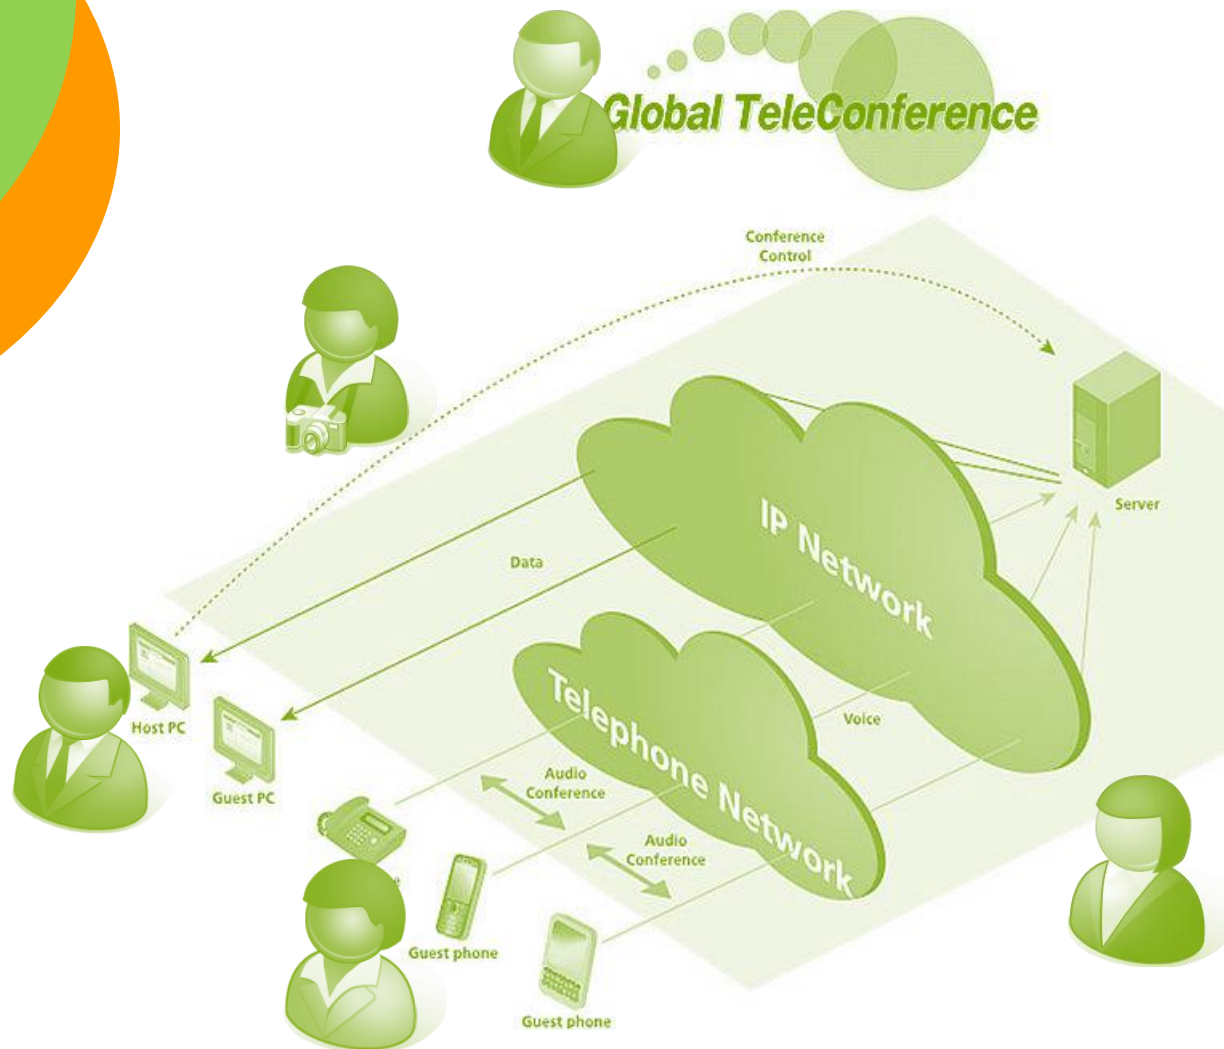 Global TeleConference
Conference
Control
Server
IP Network
Data
Telephone Network
Voice
Host PC
Guest PC
Audio
Conference
Audio
Conference
Guest phone
Guest phone